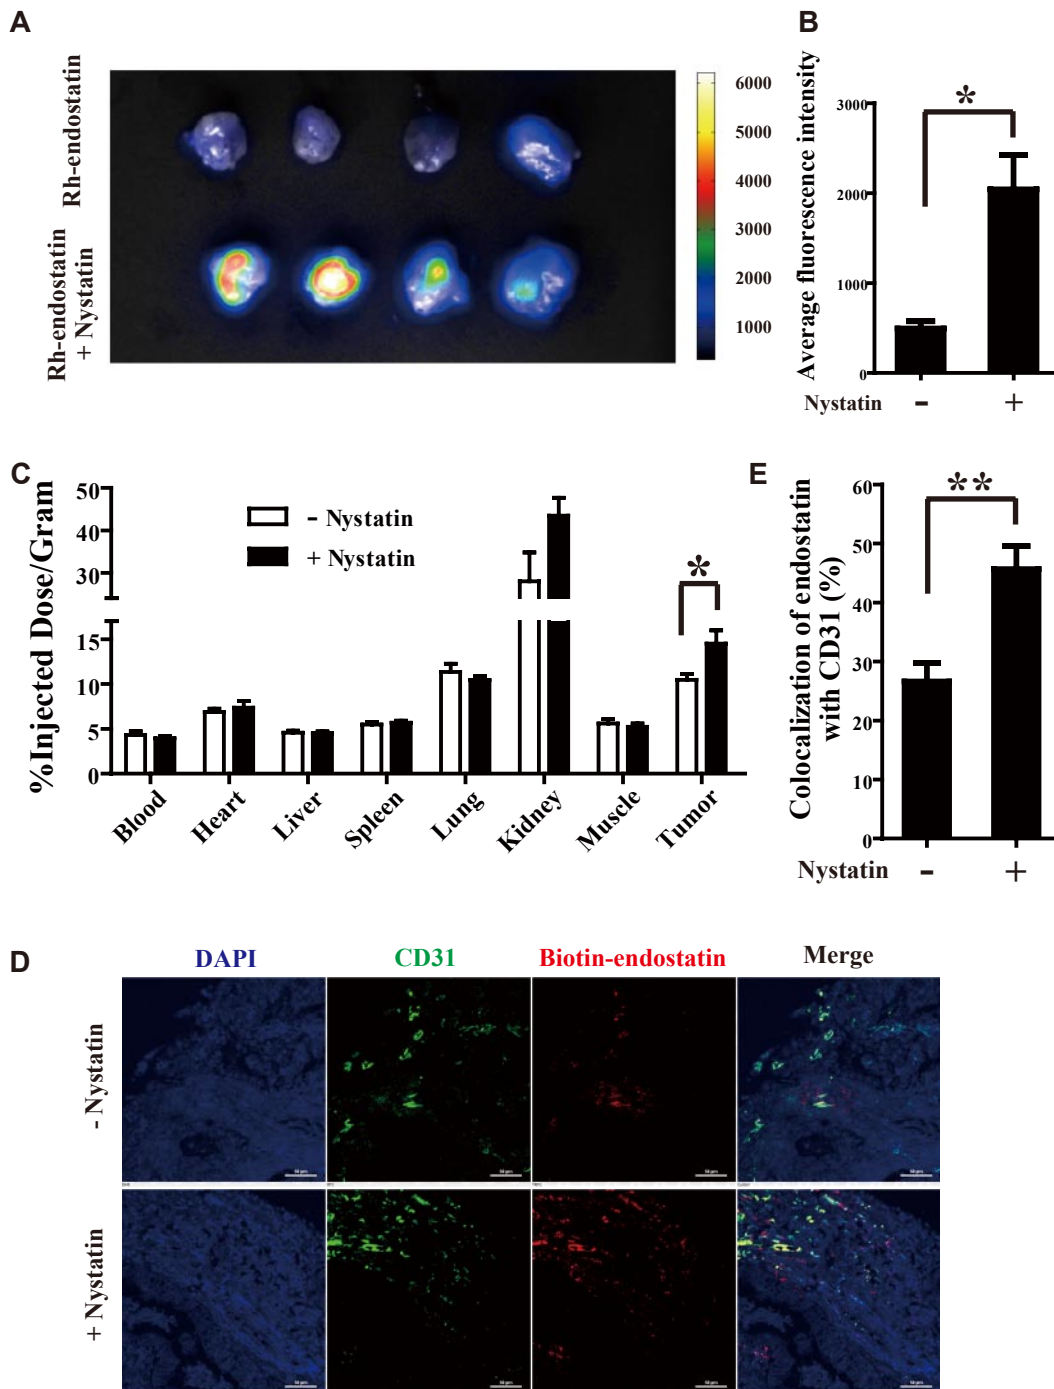 A
Rh-endostatin
Rh-endostatin
+ Nystatin
6000
5000
4000
3000
2000
1000
B
Average fluorescence intensity
3000
2000
1000
0
*
Nystatin - +
C
%Injected Dose/Gram
50
40
30
15
10
5
0
- Nystatin
+ Nystatin
*
Blood
Heart
Liver
Spleen
Lung
Kidney
Muscle
Tumor
E
Colocalization of endostatin
with CD31 (%)
60
50
40
30
20
10
0
**
Nystatin - +
D
DAPI CD31 Biotin-endostatin Merge
- Nystatin
+ Nystatin